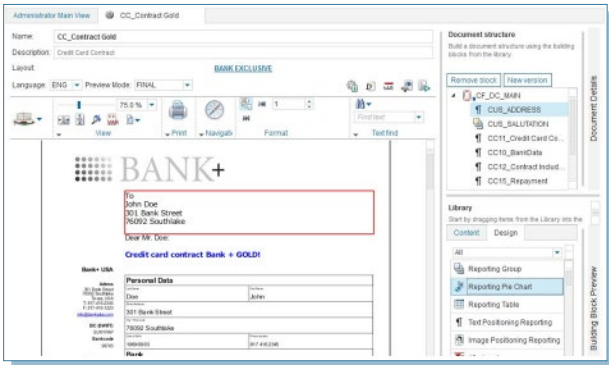 Administrator Main View
CC_Contract Gold
Name:
CC_Contract Gold
Description:
Credit Card Contract
Layout:
BANK EXCLUSIVE
Language: ENG
Preview Mode: FINAL
75.0 %
1
Find text
View
Print
Navigati
Format
Text find
BANK+
To
John Doe
301 Bank Street
76092 Southlake
Dear Mr. Doe:
Credit card contract Bank + GOLD!
Bank+ USA
Personal Data
Doe
John
301 Bank Street
76092 Southlake
Bank
Document structure
Build a document structure using the building
blocks from the library.
Remove block
New version
CF_DC_MAIN
CUS_ADDRESS
CUS_SALUTATION
CC11_Credit Card Co...
CC10_BankData
CC12_Contract Includ...
CC15_Repayment
Library
Start by dragging items from the Library into the
Content
Design
All
Reporting Group
Reporting Pie Chart
Reporting Table
Text Positioning Reporting
Image Positioning Reporting
Document Details
Building Block Preview